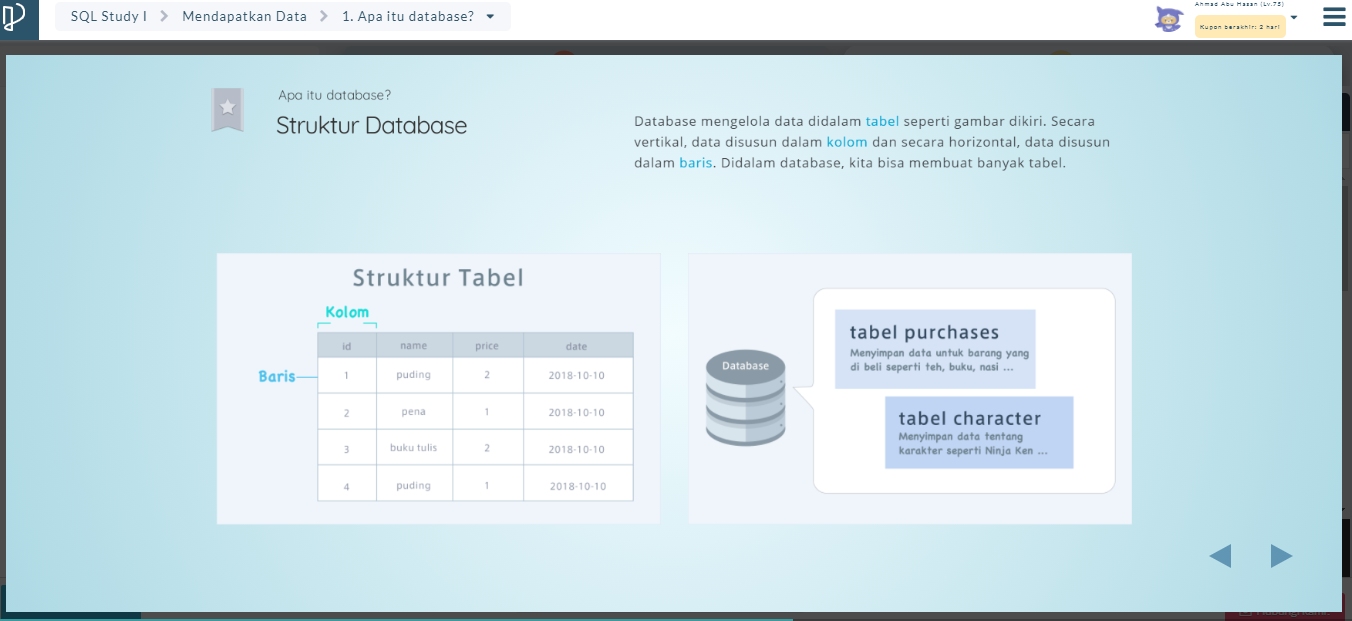 SQL Study I
Mendapatkan Data
1. Apa itu database?
Ahmad Abu Hasan (Lv.75)
Kupon berakhir: 2 hari
Apa itu database?
Struktur Database
Database mengelola data didalam tabel seperti gambar dikiri. Secara
vertikal, data disusun dalam kolom dan secara horizontal, data disusun
dalam baris. Didalam database, kita bisa membuat banyak tabel.
Struktur Tabel
Kolom
Baris
id name price date
1 puding 2 2018-10-10
2 pena 1 2018-10-10
3 buku tulis 2 2018-10-10
4 puding 1 2018-10-10
Database
tabel purchases
Menyimpan data untuk barang yang
di beli seperti teh, buku, nasi ...
tabel character
Menyimpan data tentang
karakter seperti Ninja Ken ...